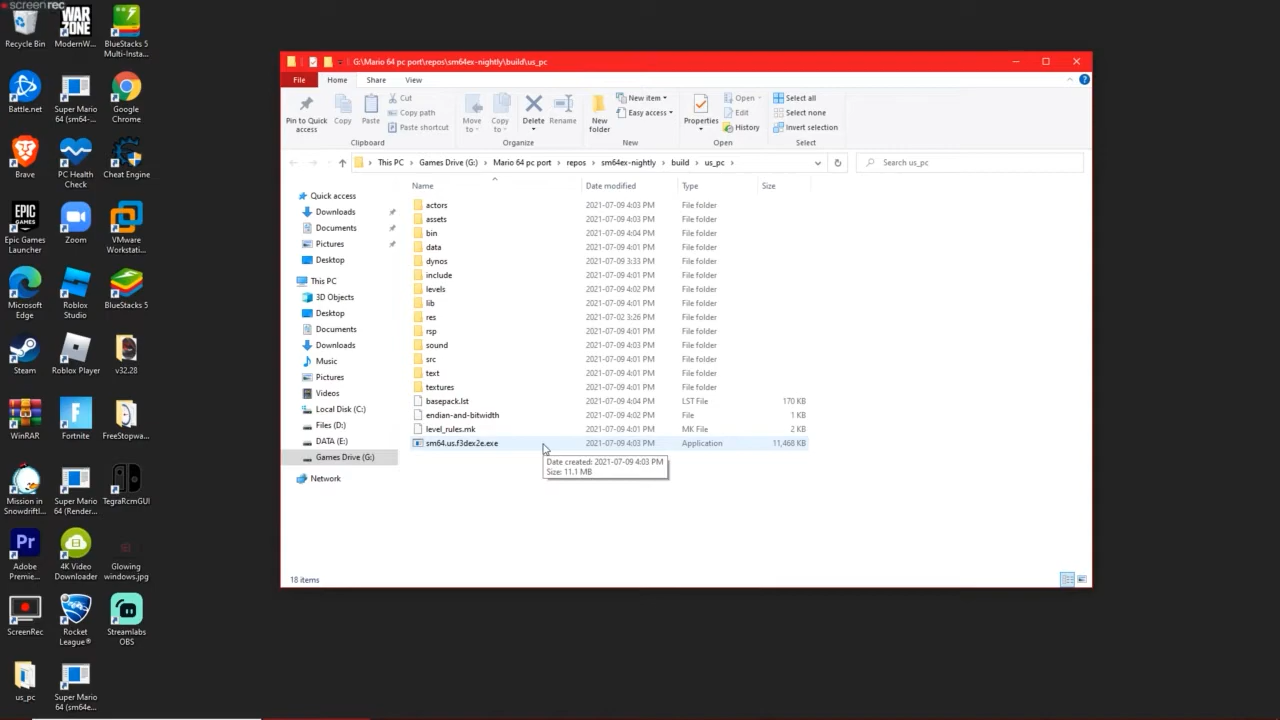 screenrec
Recycle Bin
WAR
ZONE
ModernW...
BlueStacks 5
Multi-Insta...
Battle.net
Super Mario
64 (sm64-...
Google
Chrome
Brave
PC Health
Check
Cheat Engine
EPIC
GAMES
Epic Games
Launcher
Zoom
VMware
Workstati...
Microsoft
Edge
Roblox
Studio
BlueStacks 5
Steam
Roblox Player
v32.28
WinRAR
Fortnite
FreeStopwa...
Mission in
Snowdriftl...
Super Mario
64 (Render...
TegraRcmGUI
Pr
Adobe
Premie...
4K Video
Downloader
Glowing
windows.jpg
ScreenRec
Rocket
League®
Streamlabs
OBS
us_pc
Super Mario
64 (sm64e...
G:\Mario 64 pc port\repos\sm64ex-nightly\build\us_pc
File Home Share View
Pin to Quick
access
Copy
Paste
Cut
Copy path
Paste shortcut
Clipboard
Move
to
Copy
to
Delete
Rename
Organize
New
folder
New item
Easy access
New
Properties
Open
Edit
History
Open
Select all
Select none
Invert selection
Select
This PC > Games Drive (G:) > Mario 64 pc port > repos > sm64ex-nightly > build > us_pc >
Search us_pc
Quick access
Downloads
Documents
Pictures
Desktop
This PC
3D Objects
Desktop
Documents
Downloads
Music
Pictures
Videos
Local Disk (C:)
Files (D:)
DATA (E:)
Games Drive (G:)
Network
Name Date modified Type Size
actors 2021-07-09 4:03 PM File folder
assets 2021-07-09 4:03 PM File folder
bin 2021-07-09 4:04 PM File folder
data 2021-07-09 4:01 PM File folder
dynos 2021-07-09 3:33 PM File folder
include 2021-07-09 4:01 PM File folder
levels 2021-07-09 4:02 PM File folder
lib 2021-07-09 4:01 PM File folder
res 2021-07-02 3:26 PM File folder
rsp 2021-07-09 4:01 PM File folder
sound 2021-07-09 4:03 PM File folder
src 2021-07-09 4:01 PM File folder
text 2021-07-09 4:01 PM File folder
textures 2021-07-09 4:01 PM File folder
basepack.lst 2021-07-09 4:04 PM LST File 170 KB
endian-and-bitwidth 2021-07-09 4:02 PM File 1 KB
level_rules.mk 2021-07-09 4:01 PM MK File 2 KB
sm64.us.f3dex2e.exe 2021-07-09 4:03 PM Application 11,468 KB
Date created: 2021-07-09 4:03 PM
Size: 11.1 MB
18 items